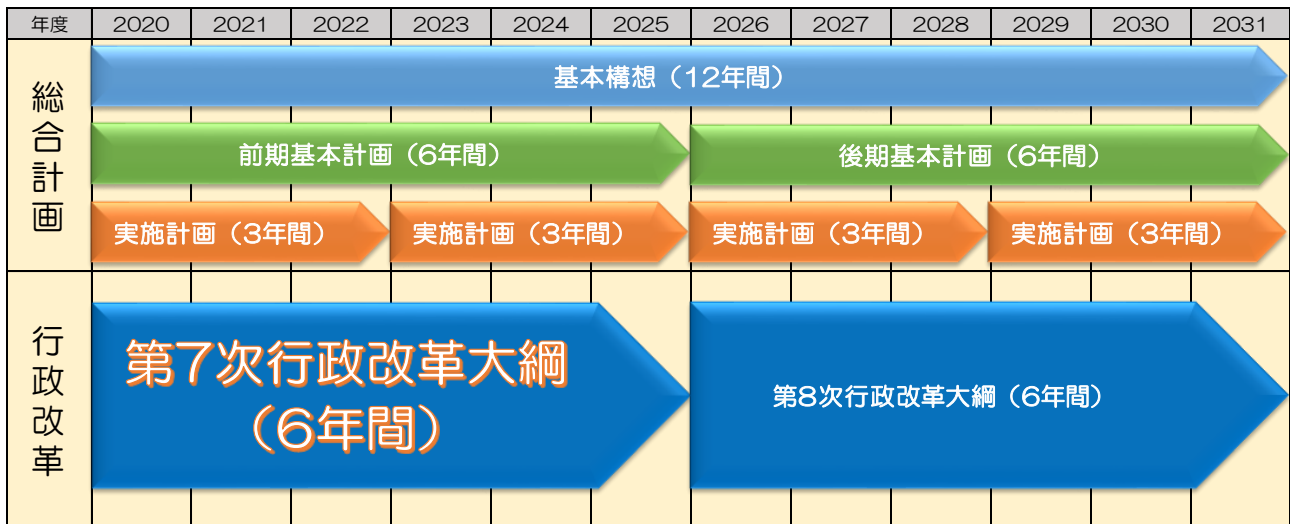 年度 2020 2021 2022 2023 2024 2025 2026 2027 2028 2029 2030 2031
総合計画
基本構想（12年間）
前期基本計画（6年間） 後期基本計画（6年間）
実施計画（3年間） 実施計画（3年間） 実施計画（3年間） 実施計画（3年間）
行政改革
第7次行政改革大綱
（6年間）
第8次行政改革大綱（6年間）